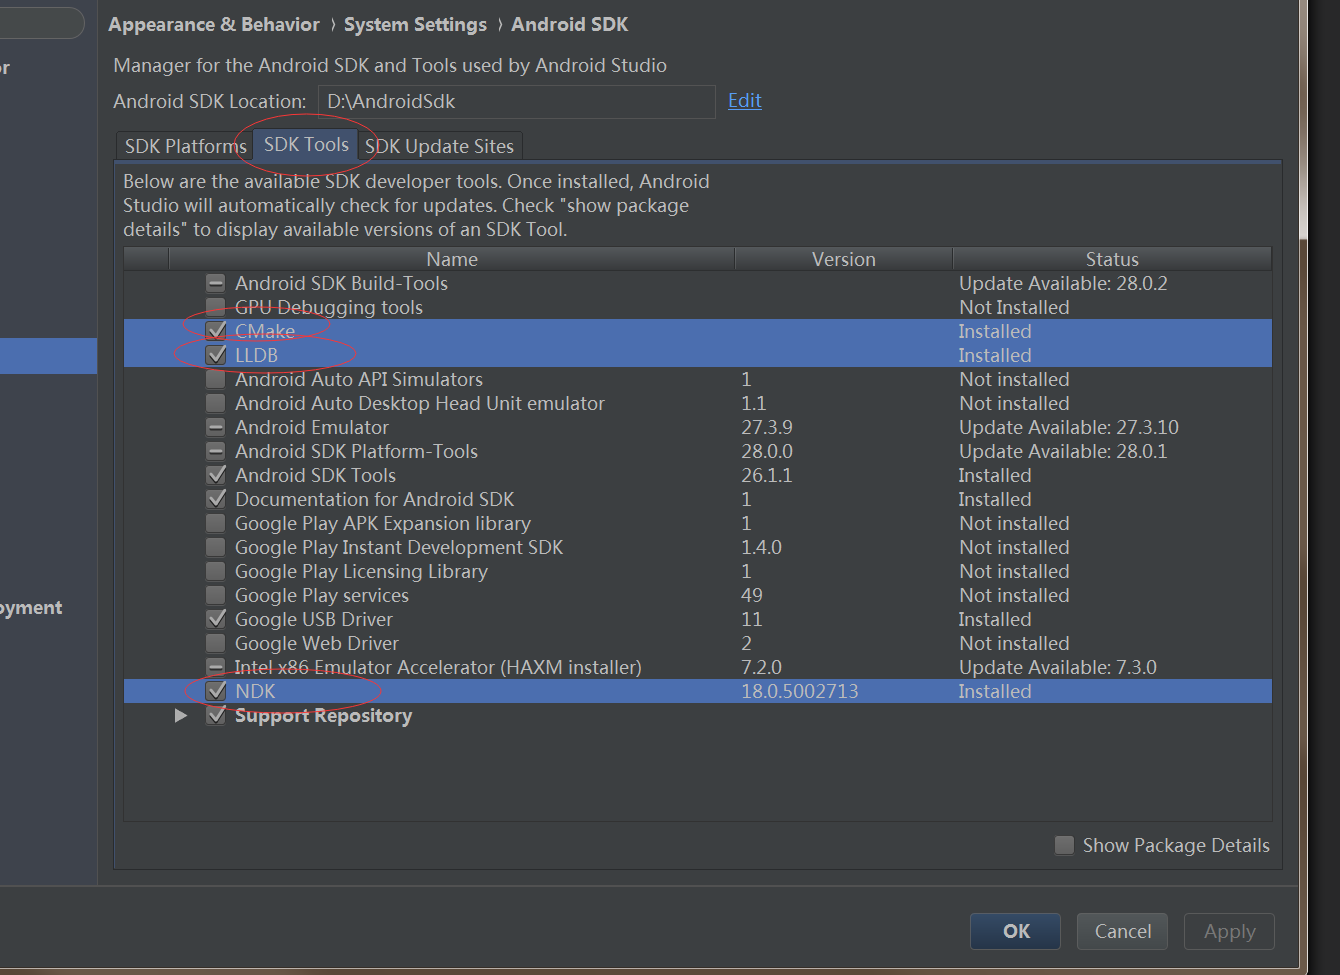 Appearance & Behavior › System Settings › Android SDK
or
Manager for the Android SDK and Tools used by Android Studio
Android SDK Location: D:\AndroidSdk Edit
SDK Platforms SDK Tools SDK Update Sites
Below are the available SDK developer tools. Once installed, Android
Studio will automatically check for updates. Check "show package
details" to display available versions of an SDK Tool.
Name Version Status
Android SDK Build-Tools Update Available: 28.0.2
GPU Debugging tools Not Installed
CMake Installed
LLDB Installed
Android Auto API Simulators 1 Not installed
Android Auto Desktop Head Unit emulator 1.1 Not installed
Android Emulator 27.3.9 Update Available: 27.3.10
Android SDK Platform-Tools 28.0.0 Update Available: 28.0.1
Android SDK Tools 26.1.1 Installed
Documentation for Android SDK 1 Installed
Google Play APK Expansion library 1 Not installed
Google Play Instant Development SDK 1.4.0 Not installed
Google Play Licensing Library 1 Not installed
Google Play services 49 Not installed
oyment
Google USB Driver 11 Installed
Google Web Driver 2 Not installed
Intel x86 Emulator Accelerator (HAXM installer) 7.2.0 Update Available: 7.3.0
NDK 18.0.5002713 Installed
Support Repository
Show Package Details
OK Cancel Apply